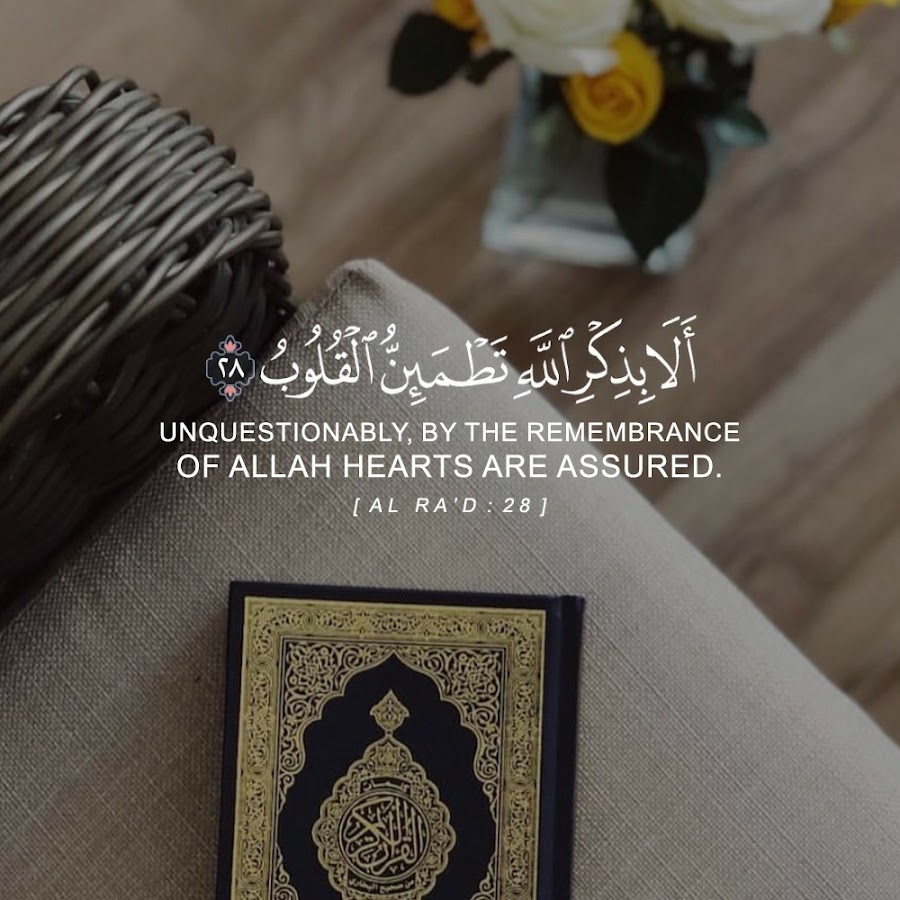 أَلَا بِذِكْرِ ٱللَّهِ تَطْمَئِنُّ ٱلْقُلُوبُ ٢٨
UNQUESTIONABLY, BY THE REMEMBRANCE
OF ALLAH HEARTS ARE ASSURED.
[ AL RA'D : 28 ]
القرآن الكريم